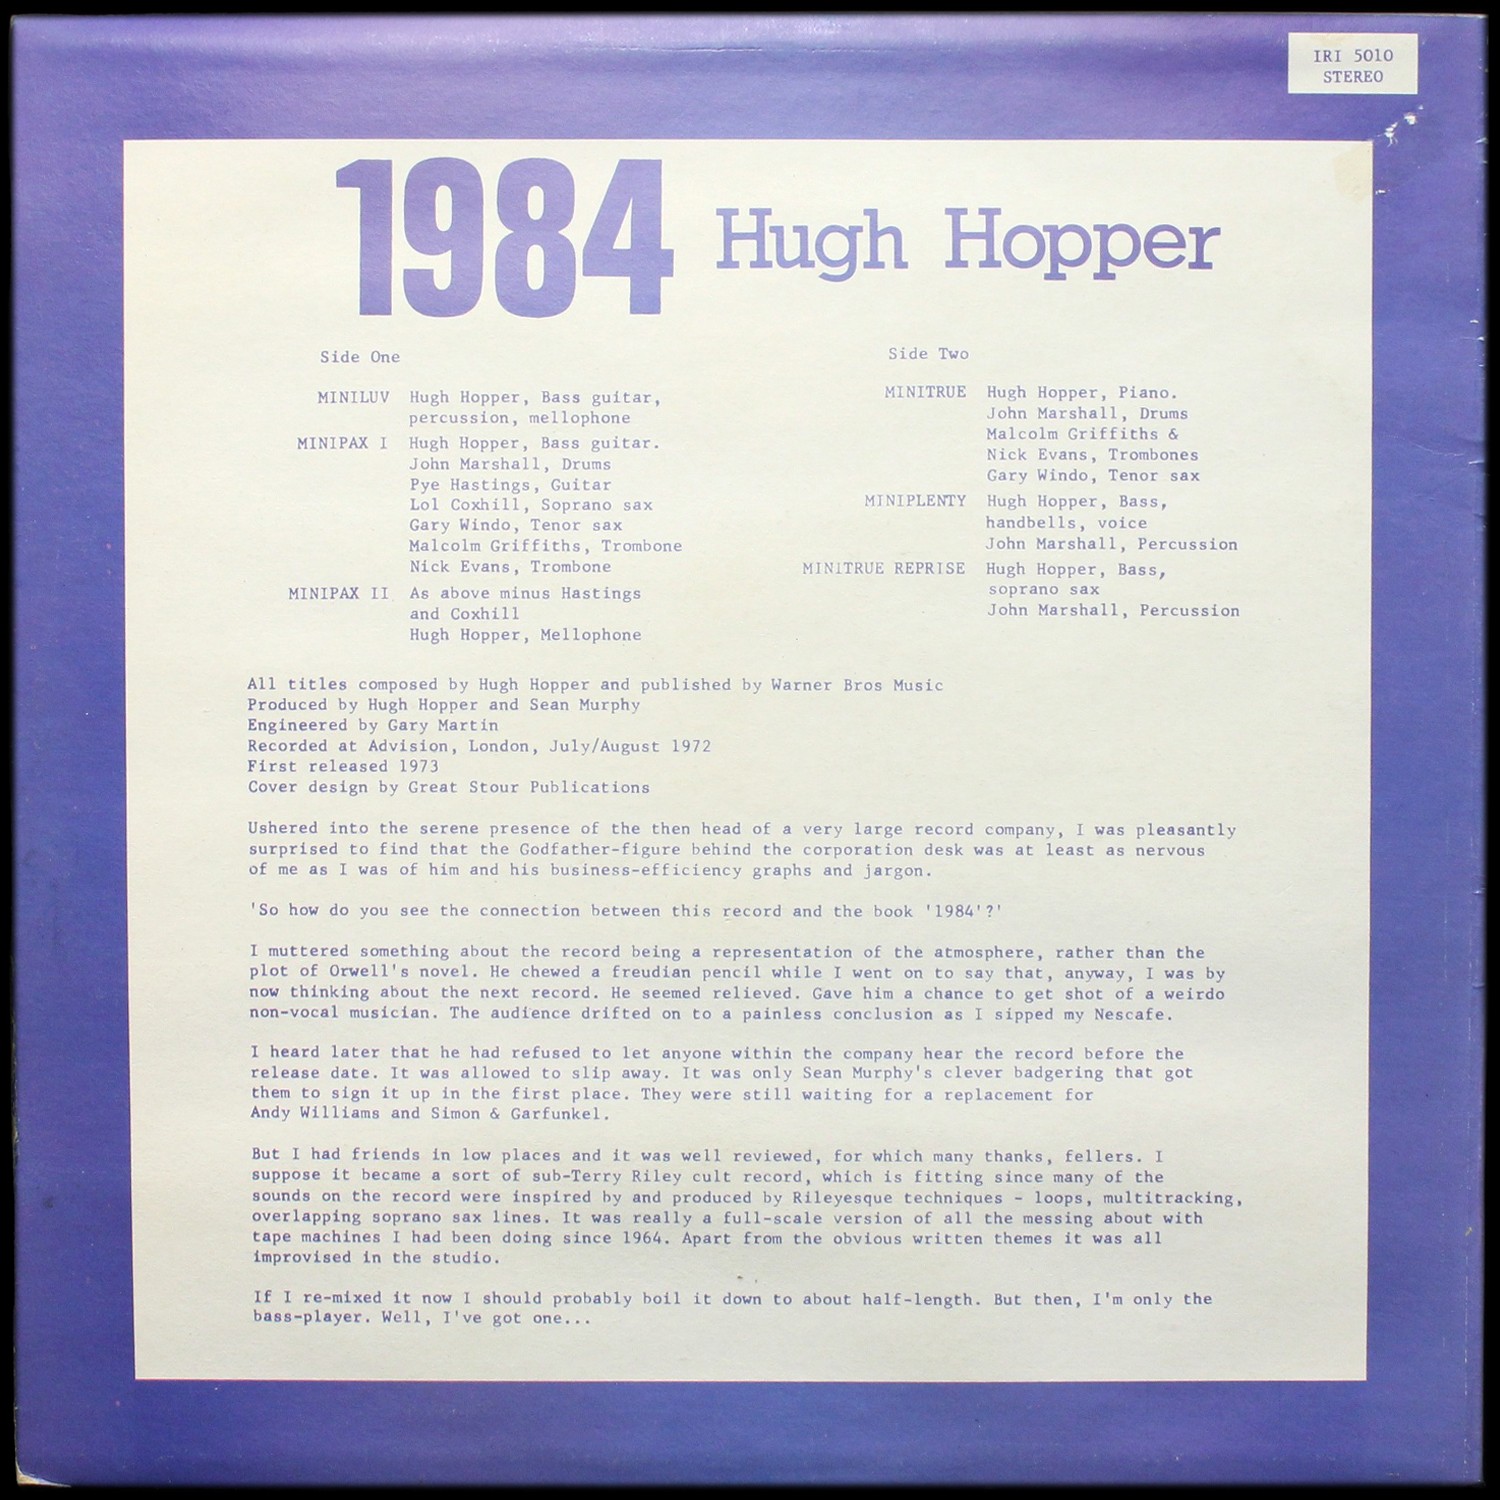 IRI 5010
STEREO
1984 Hugh Hopper
Side One
MINILUV Hugh Hopper, Bass guitar,
percussion, mellophone
MINIPAX I Hugh Hopper, Bass guitar.
John Marshall, Drums
Pye Hastings, Guitar
Lol Coxhill, Soprano sax
Gary Windo, Tenor sax
Malcolm Griffiths, Trombone
Nick Evans, Trombone
MINIPAX II As above minus Hastings
and Coxhill
Hugh Hopper, Mellophone
Side Two
MINITRUE Hugh Hopper, Piano.
John Marshall, Drums
Malcolm Griffiths &
Nick Evans, Trombones
Gary Windo, Tenor sax
MINIPLENTY Hugh Hopper, Bass,
handbells, voice
John Marshall, Percussion
MINITRUE REPRISE Hugh Hopper, Bass,
soprano sax
John Marshall, Percussion
All titles composed by Hugh Hopper and published by Warner Bros Music
Produced by Hugh Hopper and Sean Murphy
Engineered by Gary Martin
Recorded at Advision, London, July/August 1972
First released 1973
Cover design by Great Stour Publications
Ushered into the serene presence of the then head of a very large record company, I was pleasantly
surprised to find that the Godfather-figure behind the corporation desk was at least as nervous
of me as I was of him and his business-efficiency graphs and jargon.
'So how do you see the connection between this record and the book '1984'?'
I muttered something about the record being a representation of the atmosphere, rather than the
plot of Orwell's novel. He chewed a freudian pencil while I went on to say that, anyway, I was by
now thinking about the next record. He seemed relieved. Gave him a chance to get shot of a weirdo
non-vocal musician. The audience drifted on to a painless conclusion as I sipped my Nescafe.
I heard later that he had refused to let anyone within the company hear the record before the
release date. It was allowed to slip away. It was only Sean Murphy's clever badgering that got
them to sign it up in the first place. They were still waiting for a replacement for
Andy Williams and Simon & Garfunkel.
But I had friends in low places and it was well reviewed, for which many thanks, fellers. I
suppose it became a sort of sub-Terry Riley cult record, which is fitting since many of the
sounds on the record were inspired by and produced by Rileyesque techniques - loops, multitracking,
overlapping soprano sax lines. It was really a full-scale version of all the messing about with
tape machines I had been doing since 1964. Apart from the obvious written themes it was all
improvised in the studio.
If I re-mixed it now I should probably boil it down to about half-length. But then, I'm only the
bass-player. Well, I've got one...